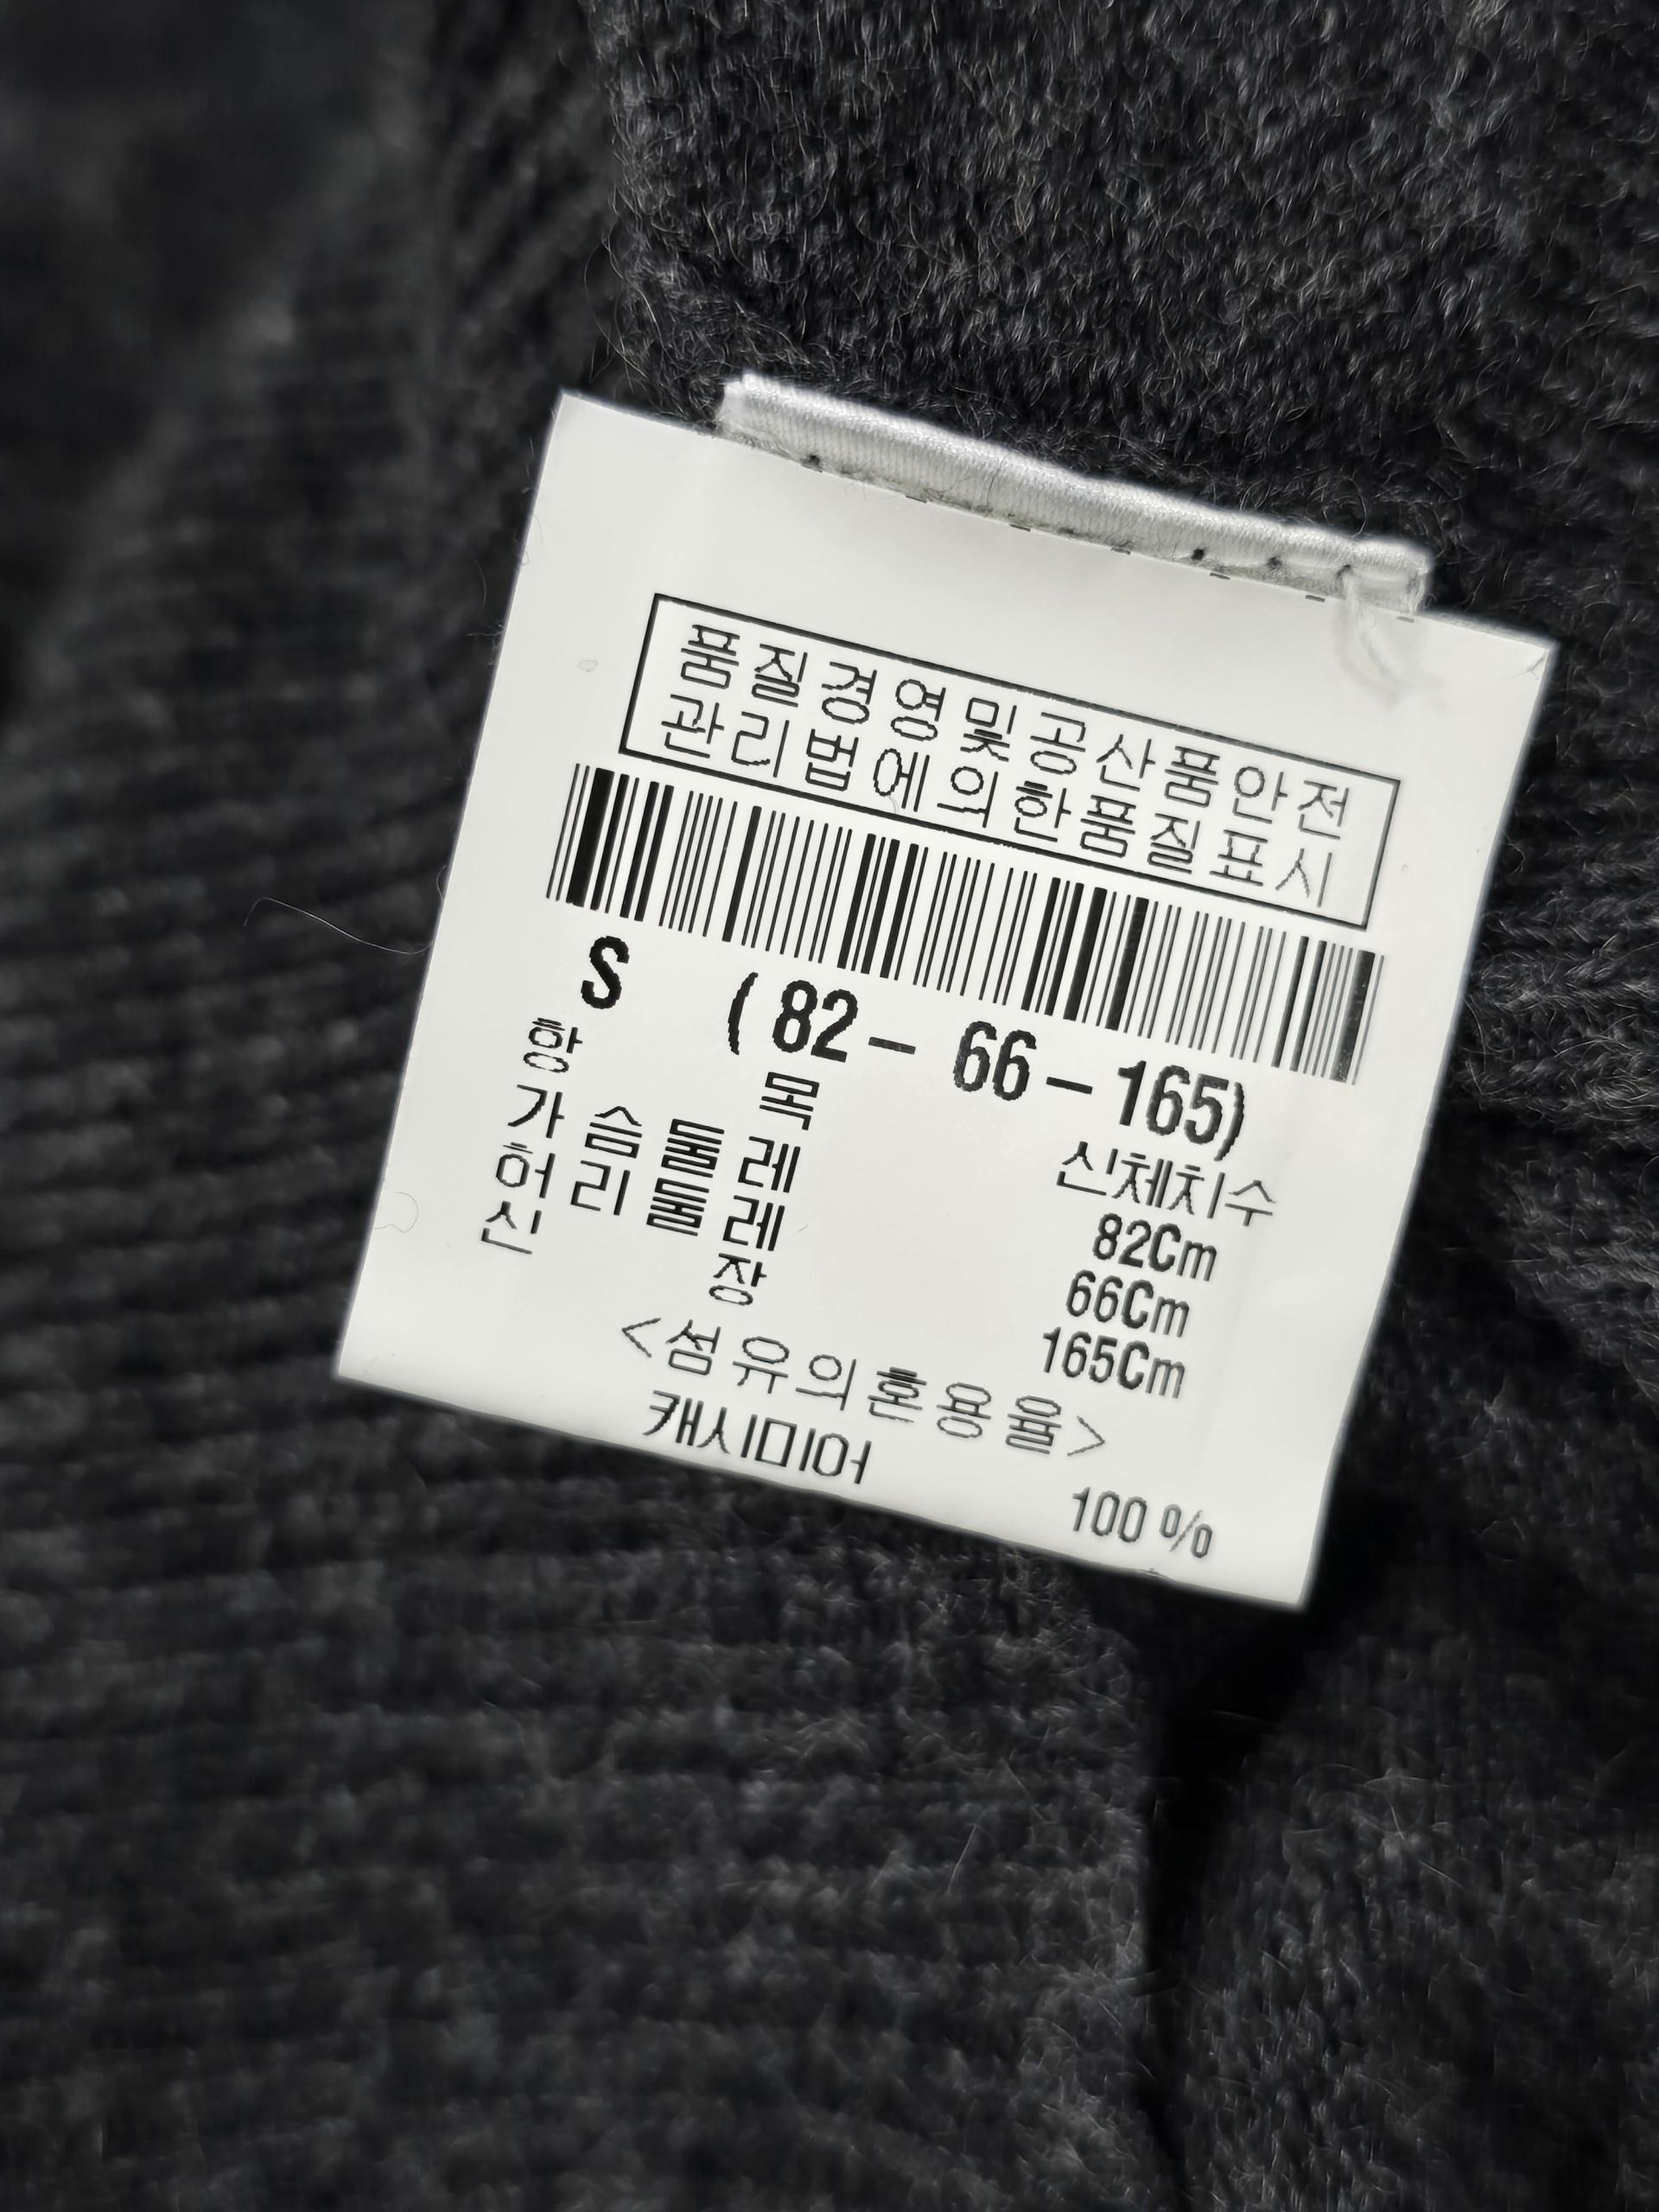 품질경영및공산품안전
관리법에의한품질표시
S ( 82 - 66 - 165)
항 목 신체치수
가 슴 둘 레 82Cm
허 리 둘 레 66Cm
신 장 165Cm
<섬유의혼용율>
캐시미어 100 %